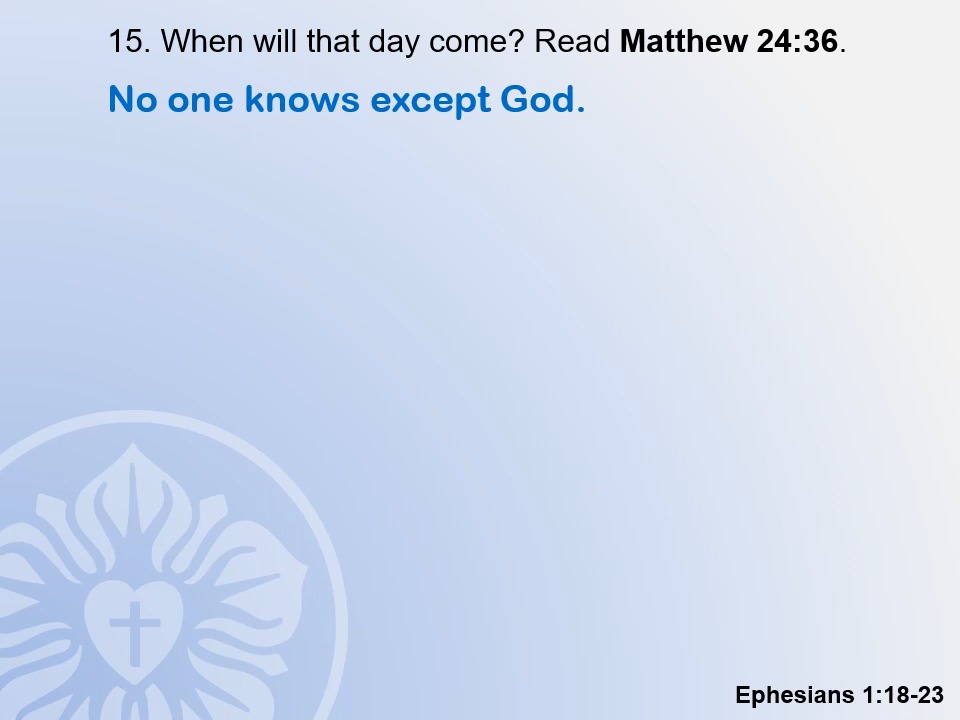 15. When will that day come? Read Matthew 24:36.
No one knows except God.
Ephesians 1:18-23